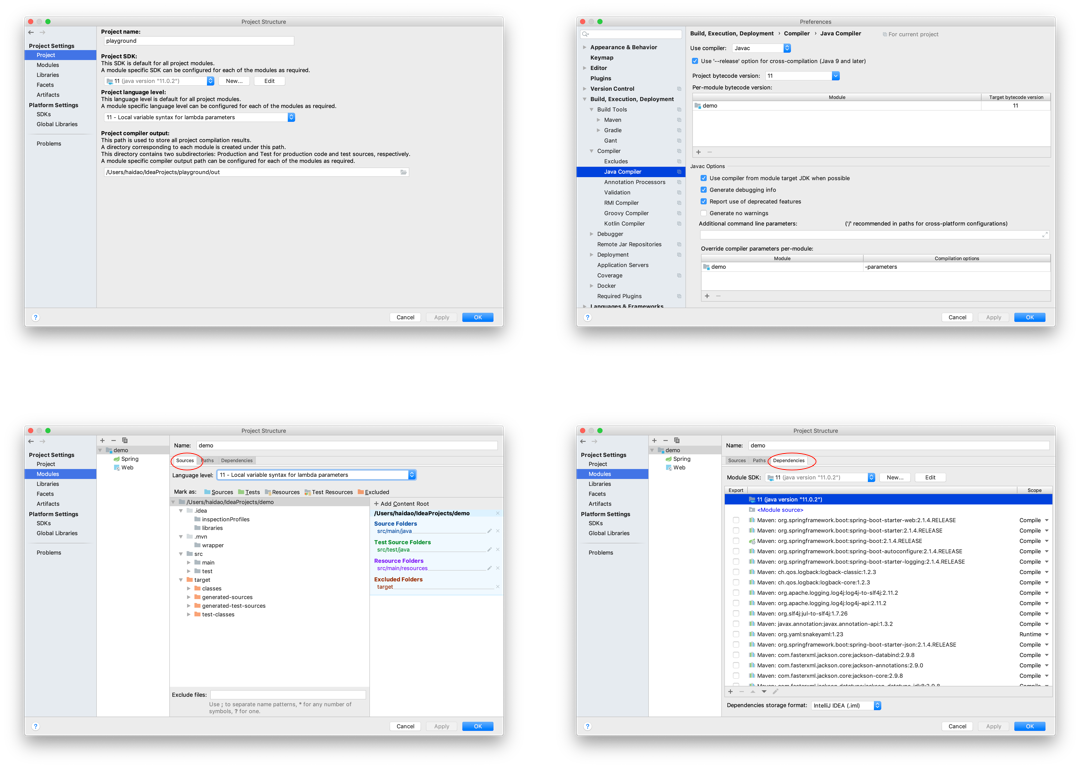 Project Structure
Project Settings
Project
Modules
Libraries
Facets
Artifacts
Platform Settings
SDKs
Global Libraries
Problems
Project name:
playground
Project SDK:
This SDK is default for all project modules.
A module specific SDK can be configured for each of the modules as required.
11 (java version "11.0.2")
New...
Edit
Project language level:
This language level is default for all project modules.
A module specific language level can be configured for each of the modules as required.
11 - Local variable syntax for lambda parameters
Project compiler output:
This path is used to store all project compilation results.
A directory corresponding to each module is created under this path.
This directory contains two subdirectories: Production and Test for production code and test sources, respectively.
A module specific compiler output path can be configured for each of the modules as required.
/Users/haidao/IdeaProjects/playground/out
?
Cancel
Apply
OK
Preferences
Appearance & Behavior
Keymap
Editor
Plugins
Version Control
Build, Execution, Deployment
Build Tools
Maven
Gradle
Gant
Compiler
Excludes
Java Compiler
Annotation Processors
Validation
RMI Compiler
Groovy Compiler
Kotlin Compiler
Debugger
Remote Jar Repositories
Deployment
Application Servers
Coverage
Docker
Required Plugins
Languages & Frameworks
Build, Execution, Deployment › Compiler › Java Compiler
For current project
Use compiler: Javac
Use '--release' option for cross-compilation (Java 9 and later)
Project bytecode version: 11
Per-module bytecode version:
Module Target bytecode version
demo 11
+ −
Javac Options
Use compiler from module target JDK when possible
Generate debugging info
Report use of deprecated features
Generate no warnings
Additional command line parameters: ('/' recommended in paths for cross-platform configurations)
Override compiler parameters per-module:
Module Compilation options
demo -parameters
+ −
?
Cancel
Apply
OK
Project Structure
Project Settings
Project
Modules
Libraries
Facets
Artifacts
Platform Settings
SDKs
Global Libraries
Problems
+ −
demo
Spring
Web
Name: demo
Sources Paths Dependencies
Language level: 11 - Local variable syntax for lambda parameters
Mark as: Sources Tests Resources Test Resources Excluded
/Users/haidao/IdeaProjects/demo
.idea
inspectionProfiles
libraries
.mvn
wrapper
src
main
test
target
classes
generated-sources
generated-test-sources
test-classes
+ Add Content Root
/Users/haidao/IdeaProjects/demo
Source Folders
src/main/java
Test Source Folders
src/test/java
Resource Folders
src/main/resources
Excluded Folders
target
Exclude files:
Use ; to separate name patterns, * for any number of
symbols, ? for one.
?
Cancel
Apply
OK
Project Structure
Project Settings
Project
Modules
Libraries
Facets
Artifacts
Platform Settings
SDKs
Global Libraries
Problems
+ −
demo
Spring
Web
Name: demo
Sources Paths Dependencies
Module SDK: 11 (java version "11.0.2") New... Edit
Export Scope
11 (java version "11.0.2")
<Module source>
Maven: org.springframework.boot:spring-boot-starter-web:2.1.4.RELEASE Compile
Maven: org.springframework.boot:spring-boot-starter:2.1.4.RELEASE Compile
Maven: org.springframework.boot:spring-boot:2.1.4.RELEASE Compile
Maven: org.springframework.boot:spring-boot-autoconfigure:2.1.4.RELEASE Compile
Maven: org.springframework.boot:spring-boot-starter-logging:2.1.4.RELEASE Compile
Maven: ch.qos.logback:logback-classic:1.2.3 Compile
Maven: ch.qos.logback:logback-core:1.2.3 Compile
Maven: org.apache.logging.log4j:log4j-to-slf4j:2.11.2 Compile
Maven: org.apache.logging.log4j:log4j-api:2.11.2 Compile
Maven: org.slf4j:jul-to-slf4j:1.7.26 Compile
Maven: javax.annotation:javax.annotation-api:1.3.2 Compile
Maven: org.yaml:snakeyaml:1.23 Runtime
Maven: org.springframework.boot:spring-boot-starter-json:2.1.4.RELEASE Compile
Maven: com.fasterxml.jackson.core:jackson-databind:2.9.8 Compile
Maven: com.fasterxml.jackson.core:jackson-annotations:2.9.0 Compile
Maven: com.fasterxml.jackson.core:jackson-core:2.9.8 Compile
+ −
Dependencies storage format: IntelliJ IDEA (.iml)
?
Cancel
Apply
OK